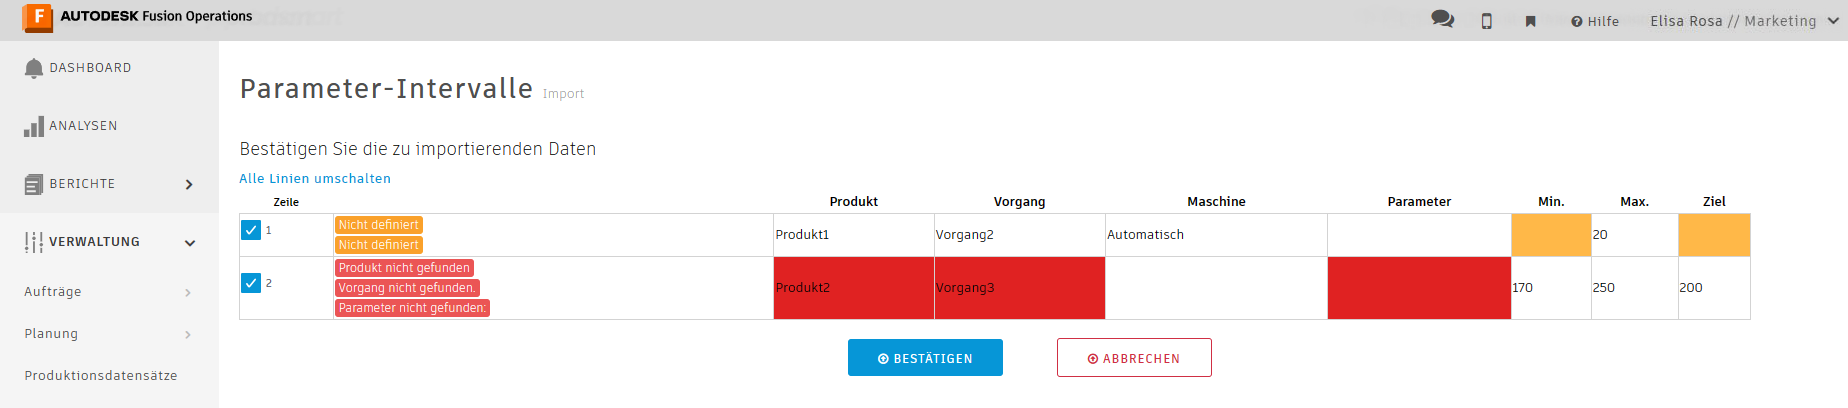 F AUTODESK Fusion Operations
Hilfe
Elisa Rosa // Marketing
DASHBOARD
ANALYSEN
BERICHTE
VERWALTUNG
Aufträge
Planung
Produktionsdatensätze
Parameter-Intervalle Import
Bestätigen Sie die zu importierenden Daten
Alle Linien umschalten
Zeile Produkt Vorgang Maschine Parameter Min. Max. Ziel
1 Nicht definiert
Nicht definiert
Produkt1 Vorgang2 Automatisch 20
2 Produkt nicht gefunden
Vorgang nicht gefunden.
Parameter nicht gefunden:
Produkt2 Vorgang3 170 250 200
BESTÄTIGEN ABBRECHEN